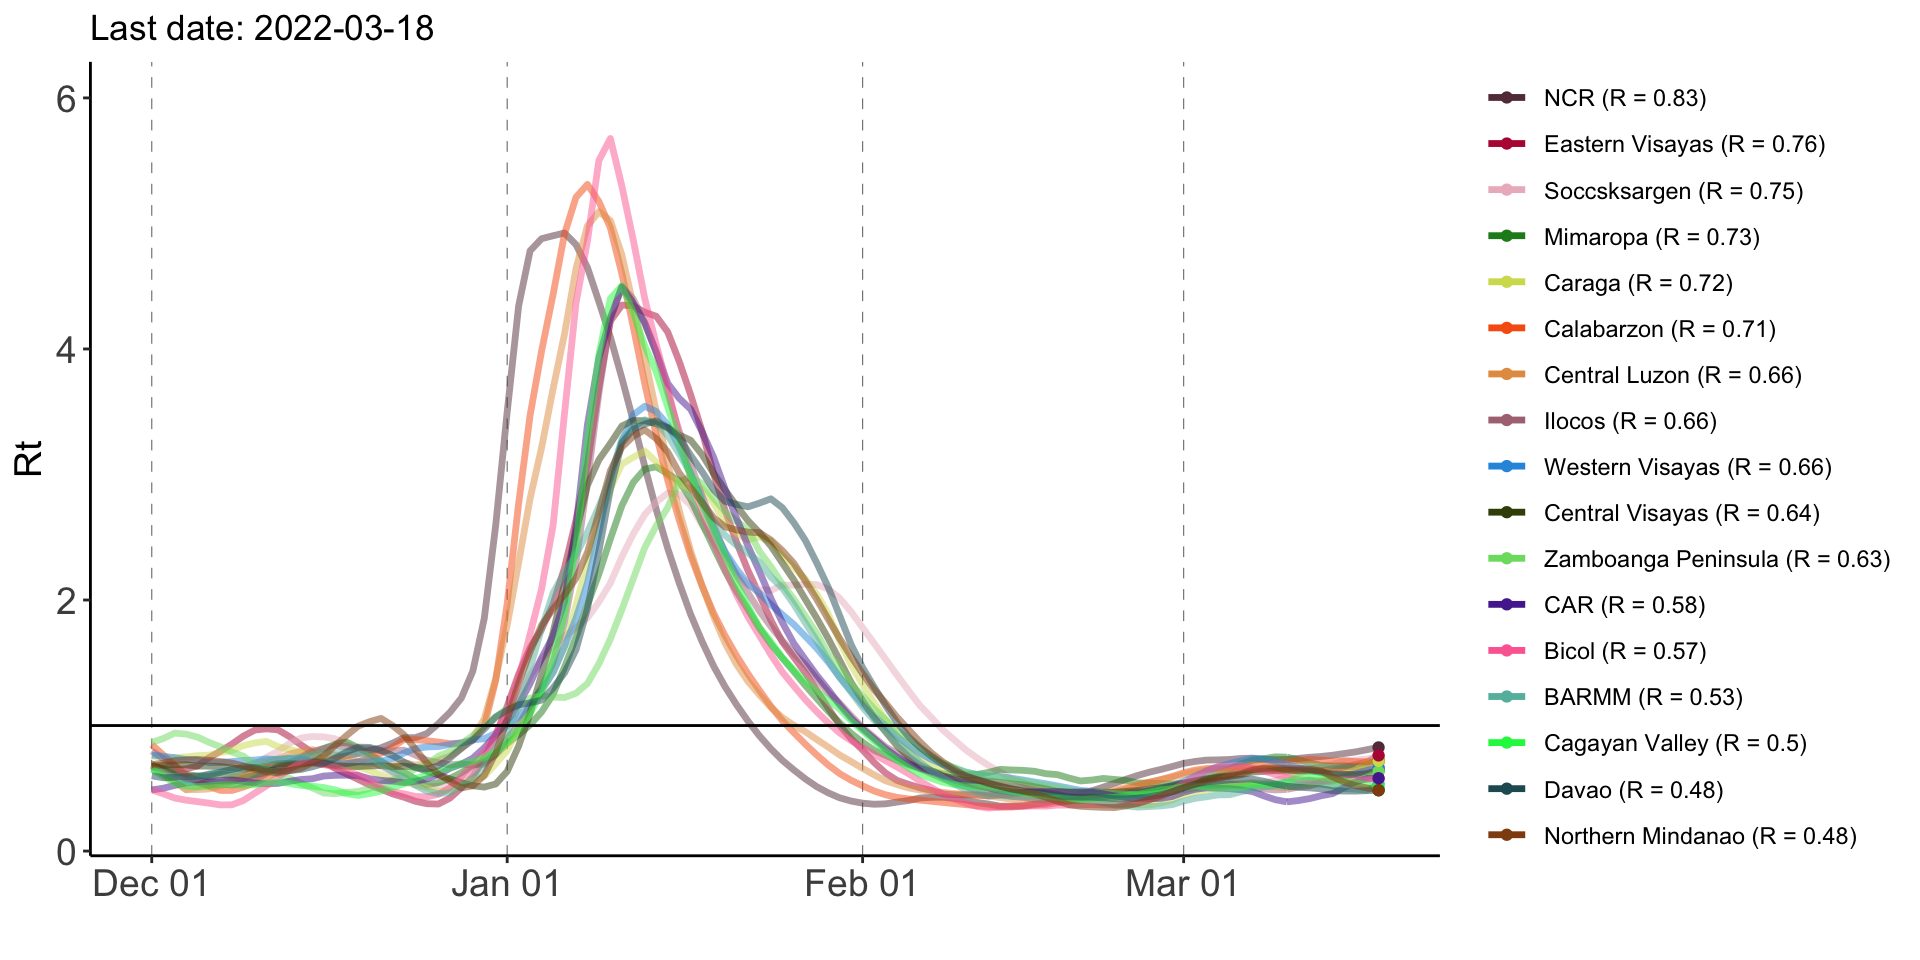 Last date: 2022-03-18
6
4
2
0
Rt
Dec 01
Jan 01
Feb 01
Mar 01
NCR (R = 0.83)
Eastern Visayas (R = 0.76)
Soccsksargen (R = 0.75)
Mimaropa (R = 0.73)
Caraga (R = 0.72)
Calabarzon (R = 0.71)
Central Luzon (R = 0.66)
Ilocos (R = 0.66)
Western Visayas (R = 0.66)
Central Visayas (R = 0.64)
Zamboanga Peninsula (R = 0.63)
CAR (R = 0.58)
Bicol (R = 0.57)
BARMM (R = 0.53)
Cagayan Valley (R = 0.5)
Davao (R = 0.48)
Northern Mindanao (R = 0.48)